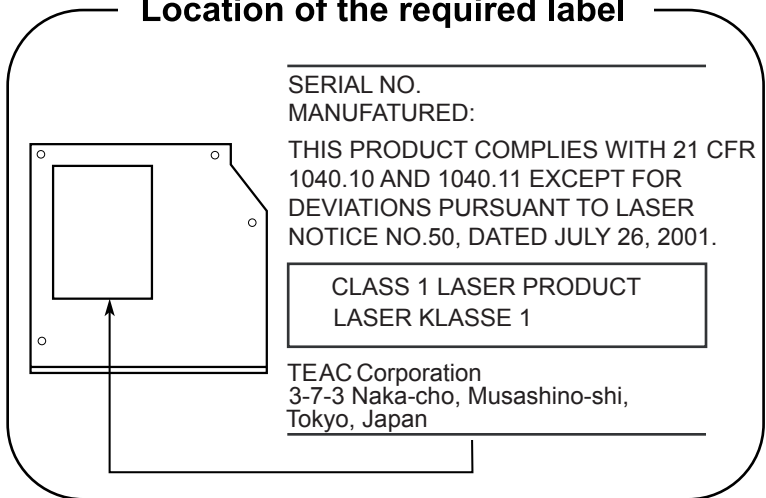 Location of the required label
SERIAL NO.
MANUFATURED:
THIS PRODUCT COMPLIES WITH 21 CFR
1040.10 AND 1040.11 EXCEPT FOR
DEVIATIONS PURSUANT TO LASER
NOTICE NO.50, DATED JULY 26, 2001.
CLASS 1 LASER PRODUCT
LASER KLASSE 1
TEAC Corporation
3-7-3 Naka-cho, Musashino-shi,
Tokyo, Japan